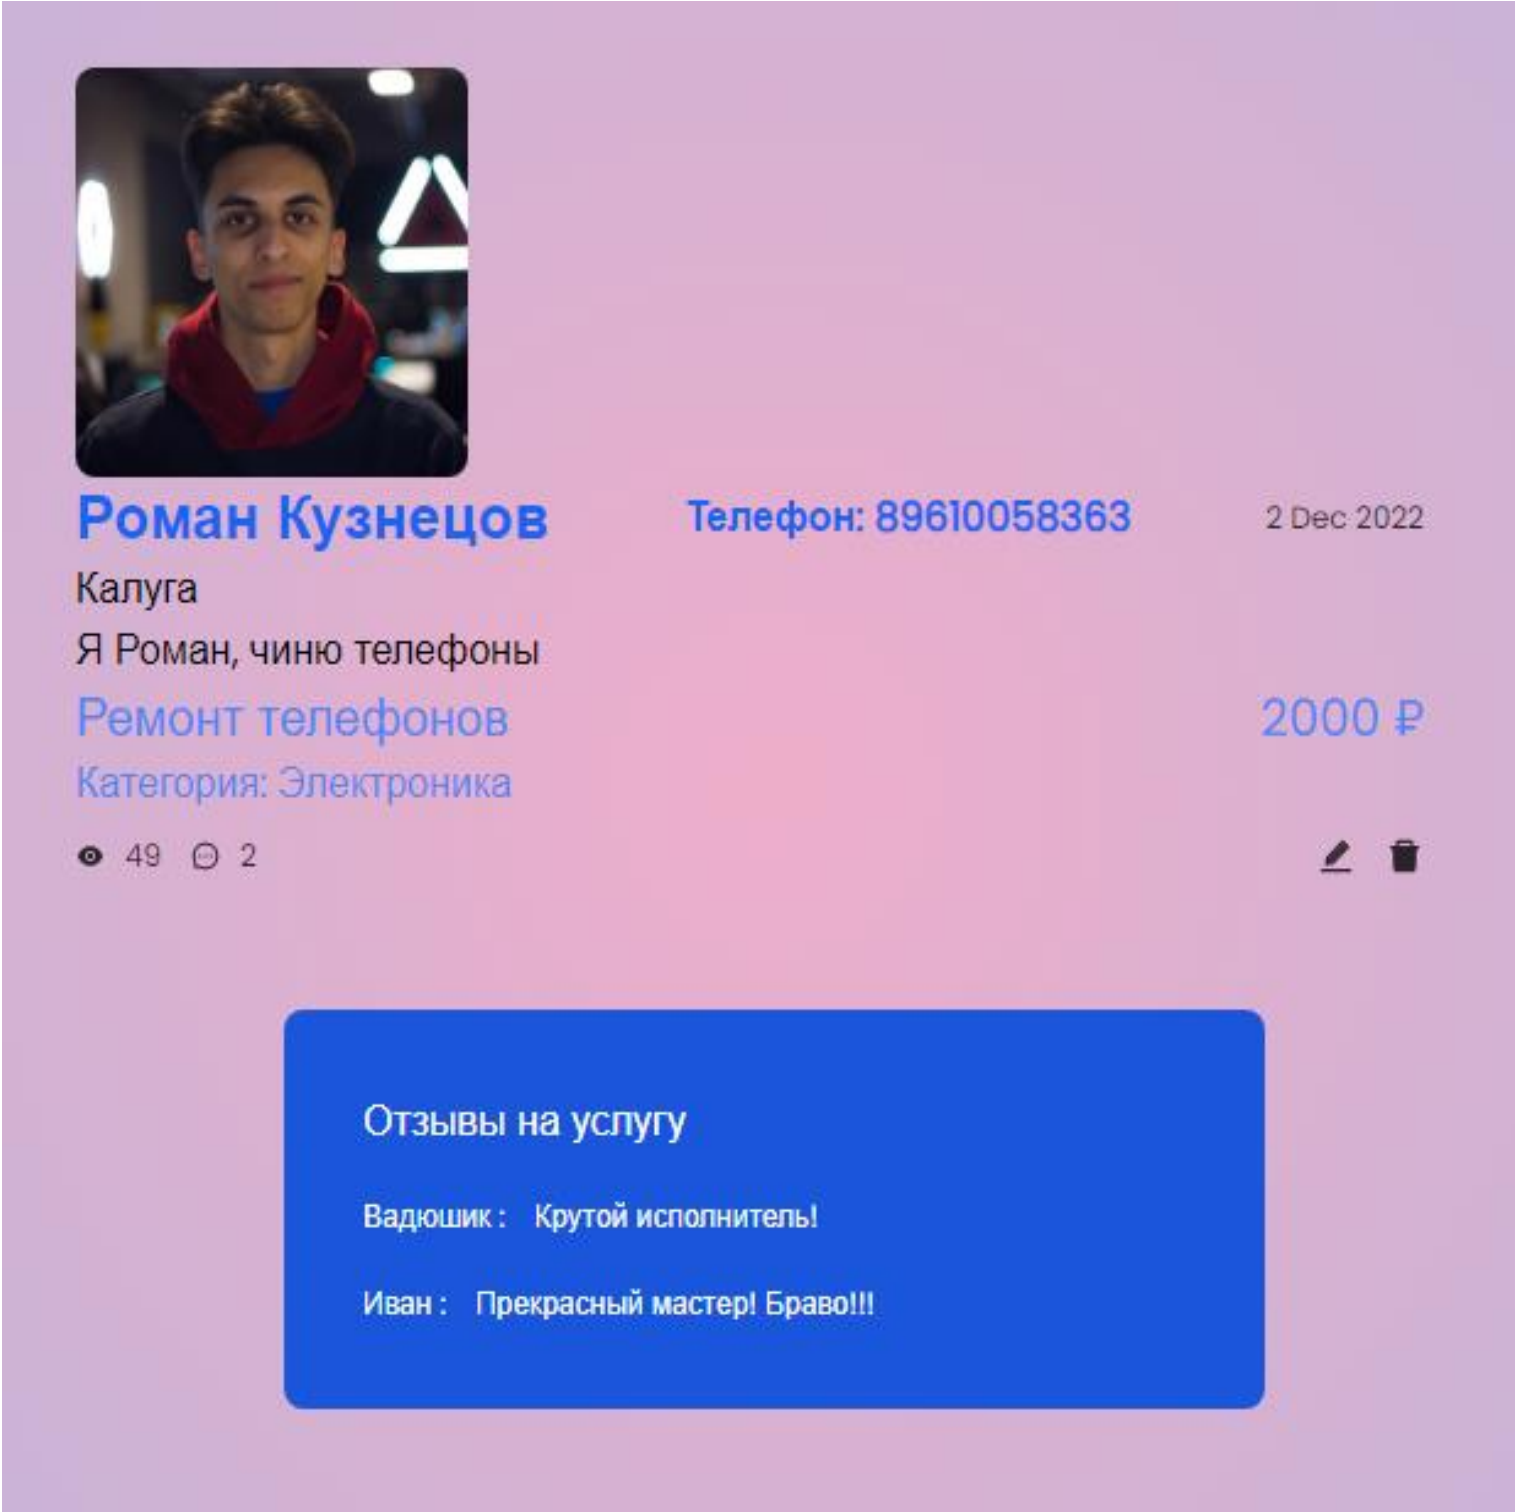 Роман Кузнецов Телефон: 89610058363 2 Dec 2022
Калуга
Я Роман, чиню телефоны
Ремонт телефонов 2000 ₽
Категория: Электроника
49 2
Отзывы на услугу
Вадюшик : Крутой исполнитель!
Иван : Прекрасный мастер! Браво!!!